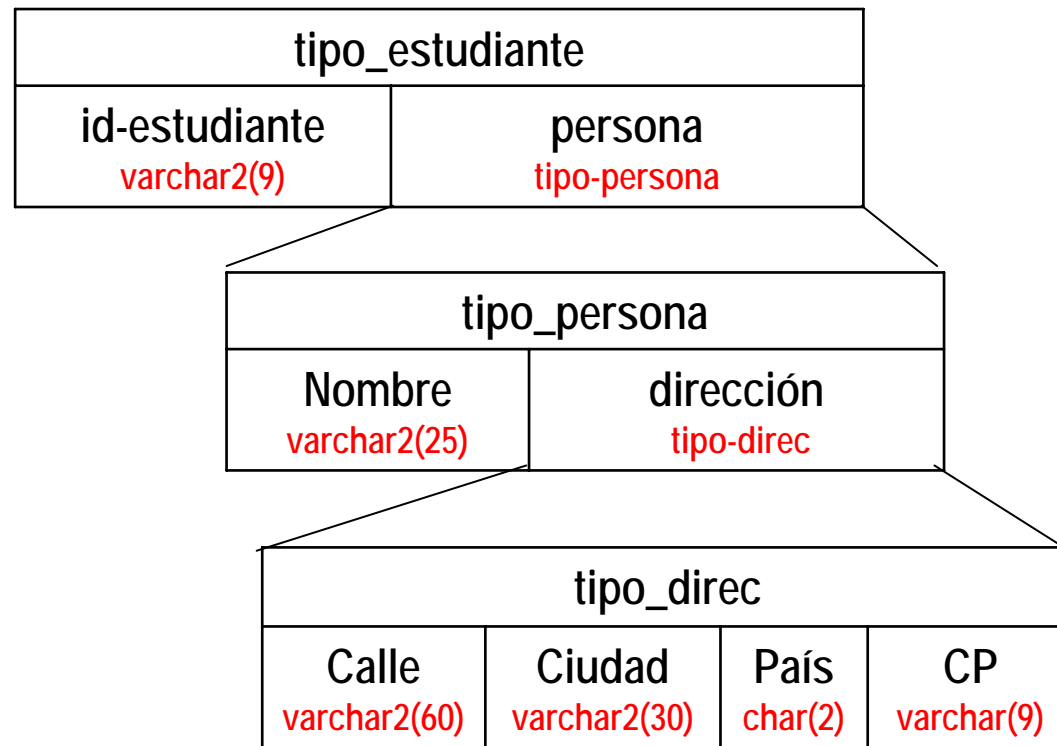 tipo_estudiante
id-estudiante persona
varchar2(9) tipo-persona
tipo_persona
Nombre dirección
varchar2(25) tipo-direc
tipo_direc
Calle Ciudad País CP
varchar2(60) varchar2(30) char(2) varchar(9)